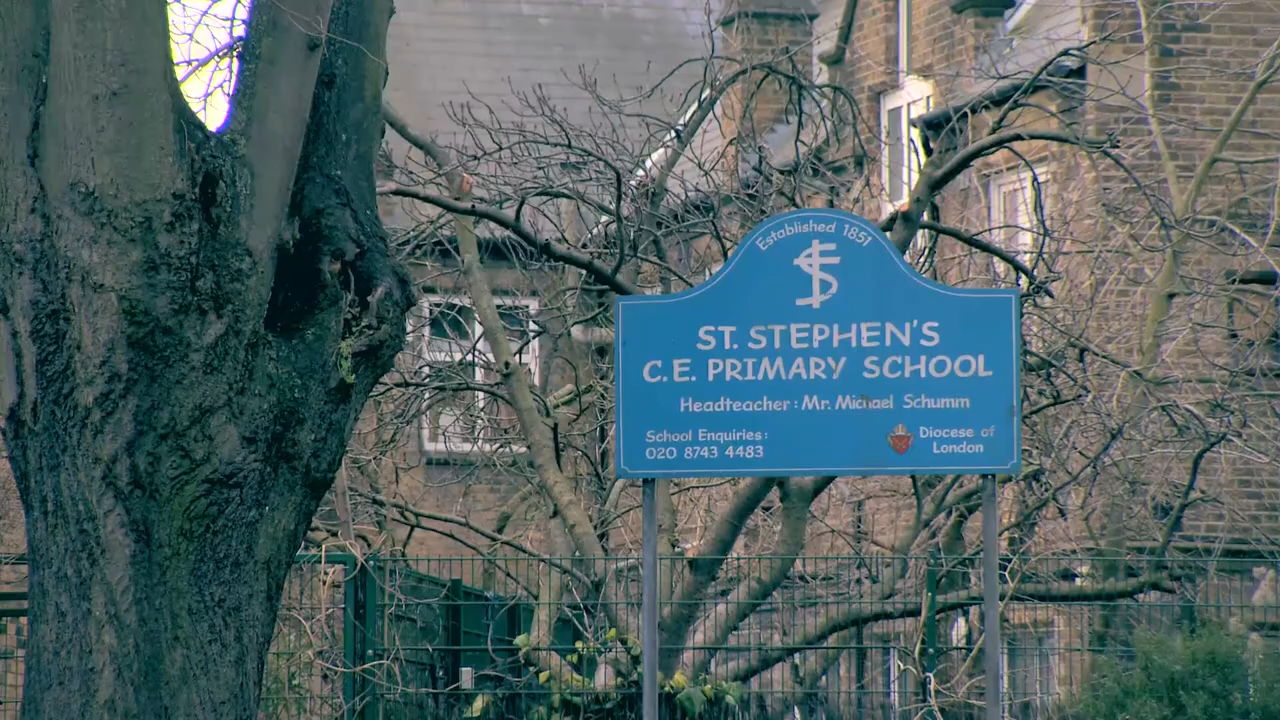 Established 1851
ST. STEPHEN'S
C.E. PRIMARY SCHOOL
Headteacher: Mr. Michael Schumm
School Enquiries:
020 8743 4483
Diocese of
London